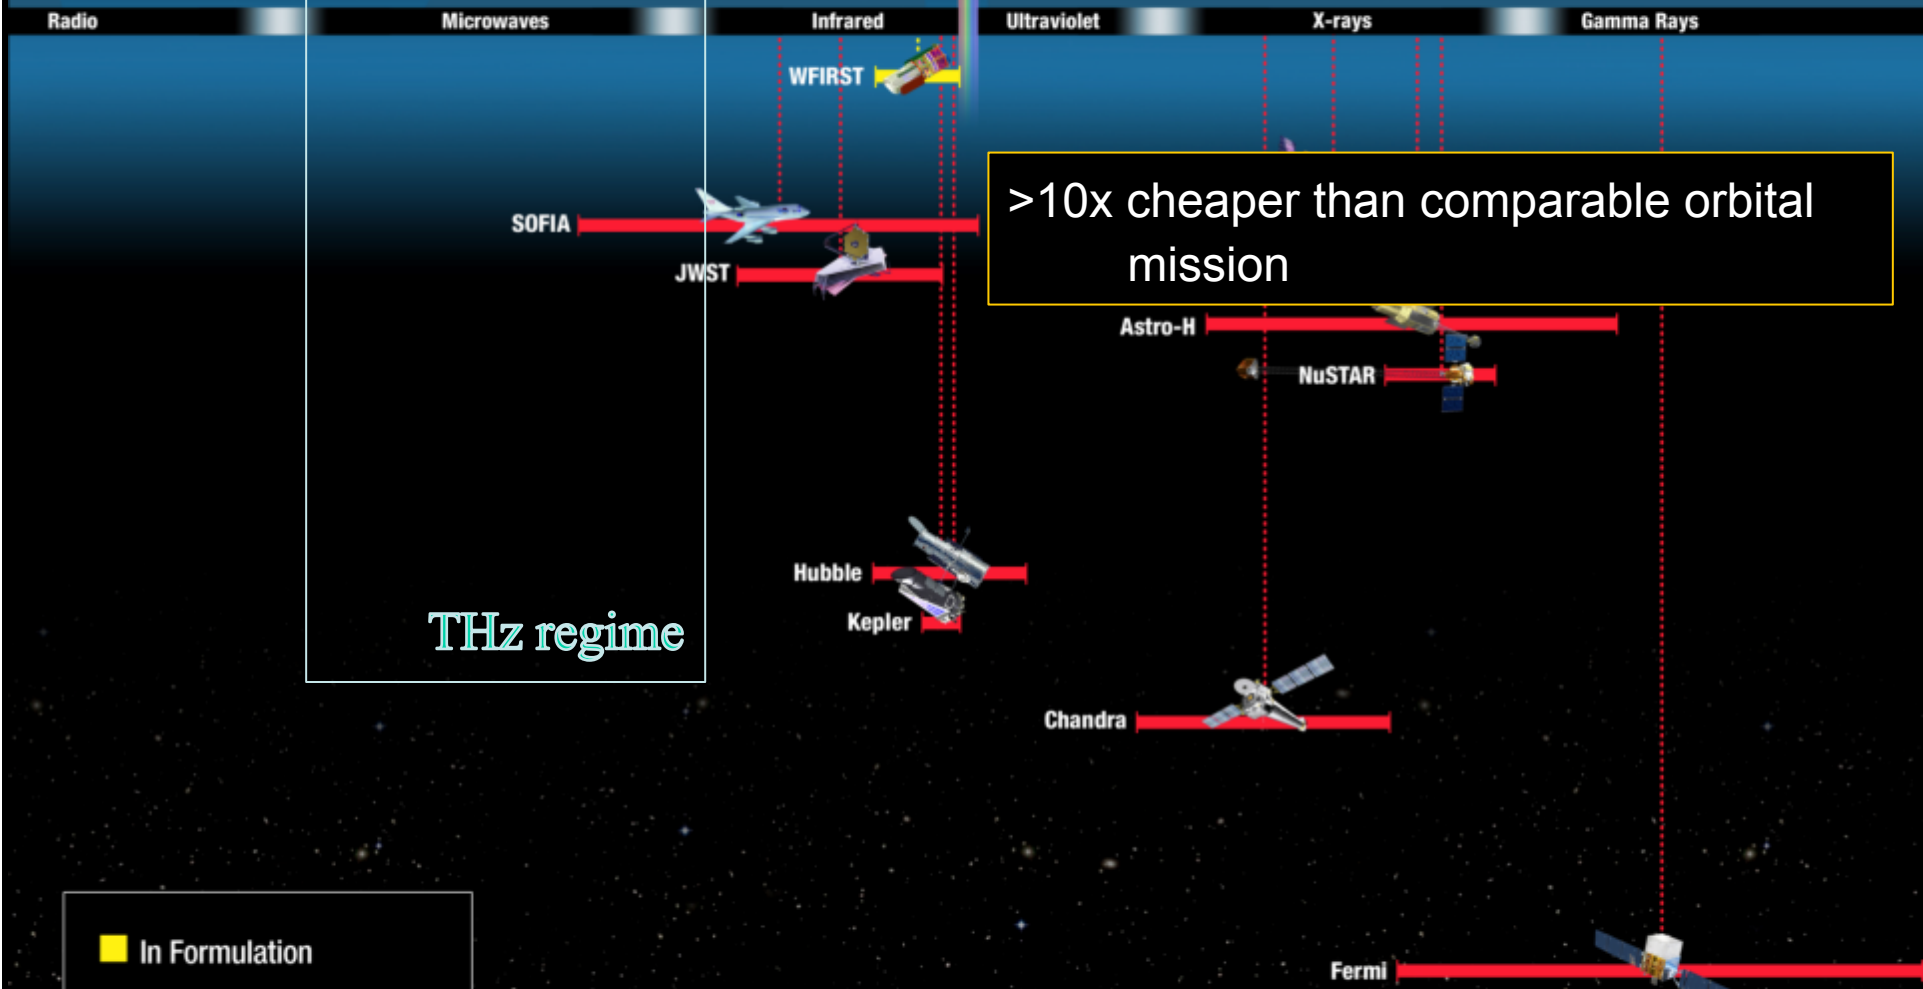 Radio
Microwaves
Infrared
Ultraviolet
X-rays
Gamma Rays
WFIRST
>10x cheaper than comparable orbital
mission
SOFIA
JWST
Astro-H
NuSTAR
Hubble
Kepler
THz regime
Chandra
In Formulation
Fermi